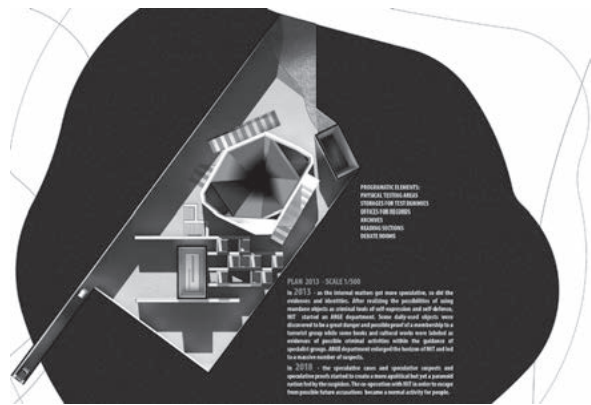 PROGRAMATIC ELEMENTS:
PHYSICAL TESTING AREAS
STORAGES FOR TEST DUMMIES
OFFICES FOR RECORDS
ARCHIVES
READING SECTIONS
DEBATE ROOMS
PLAN 2013 - SCALE 1/500
In 2013 - as the internal matters got more speculative, so did the
evidences and identities. After realizing the possibilities of using
mundane objects as criminal tools of self-expression and self-defence,
MIT started an ARGE department. Some daily-used objects were
discovered to be a great danger and possible proof of a membership to a
terrorist group while some books and cultural works were labeled as
evidences of possible criminal activities within the guidance of
specialist groups. ARGE department enlarged the horizon of MIT and led
to a massive number of suspects.
In 2018 - the speculative cases and speculative suspects and
speculative proofs started to create a more apolitical but yet a paranoid
nation fed by the suspicion. The co-operation with MIT in order to escape
from possible future accusations became a normal activity for people.